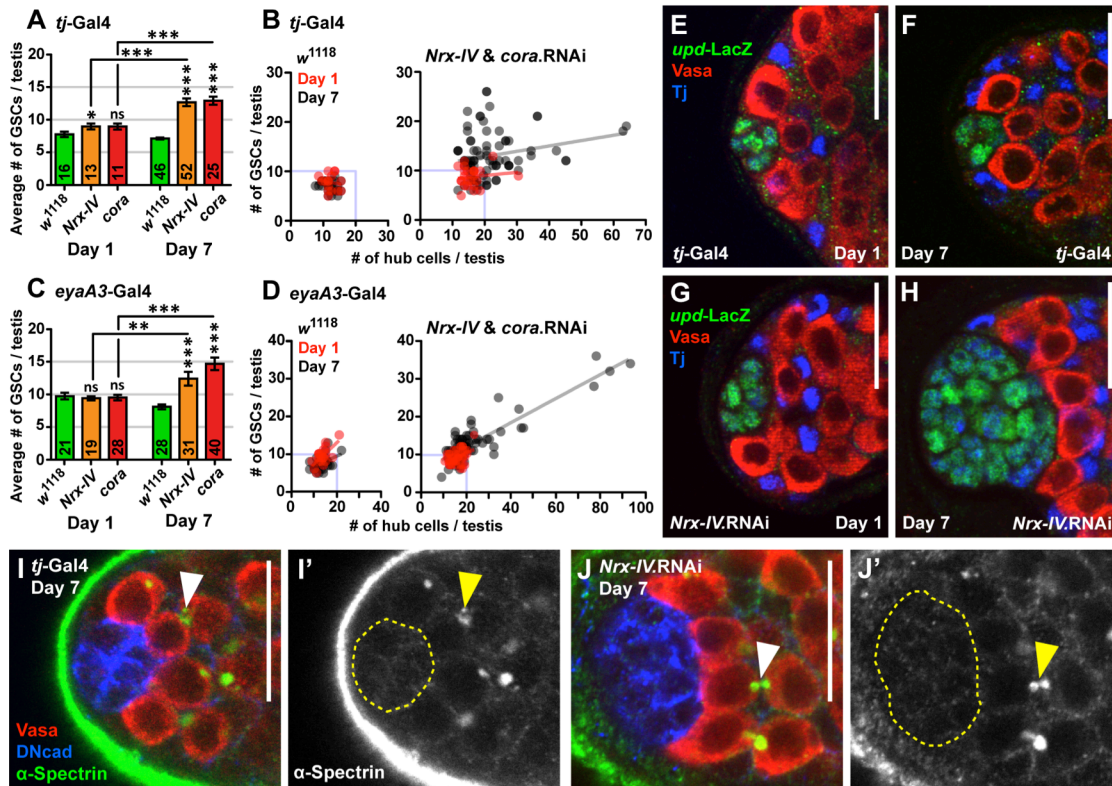 A tj-Gal4
Average # of GSCs / testis
20
15
10
5
0
***
***
*
ns
***
***
16
13
11
46
52
25
w1118
Nrx-IV
cora
w1118
Nrx-IV
cora
Day 1
Day 7
B tj-Gal4
w1118
Day 1
Day 7
# of GSCs / testis
30
20
10
0
0
10
20
30
Nrx-IV & cora.RNAi
30
20
10
0
0
10
20
30
40
50
60
70
# of hub cells / testis
C eyaA3-Gal4
Average # of GSCs / testis
20
15
10
5
0
***
**
ns
ns
***
***
21
19
28
28
31
40
w1118
Nrx-IV
cora
w1118
Nrx-IV
cora
Day 1
Day 7
D eyaA3-Gal4
w1118
Day 1
Day 7
# of GSCs / testis
40
30
20
10
0
0
10
20
30
Nrx-IV & cora.RNAi
40
30
20
10
0
0
20
40
60
80
100
# of hub cells / testis
E
upd-LacZ
Vasa
Tj
tj-Gal4
Day 1
F
Day 7
tj-Gal4
G
upd-LacZ
Vasa
Tj
Nrx-IV.RNAi
Day 1
H
Day 7
Nrx-IV.RNAi
I tj-Gal4
Day 7
Vasa
DNcad
α-Spectrin
I'
α-Spectrin
J Nrx-IV.RNAi
Day 7
J'